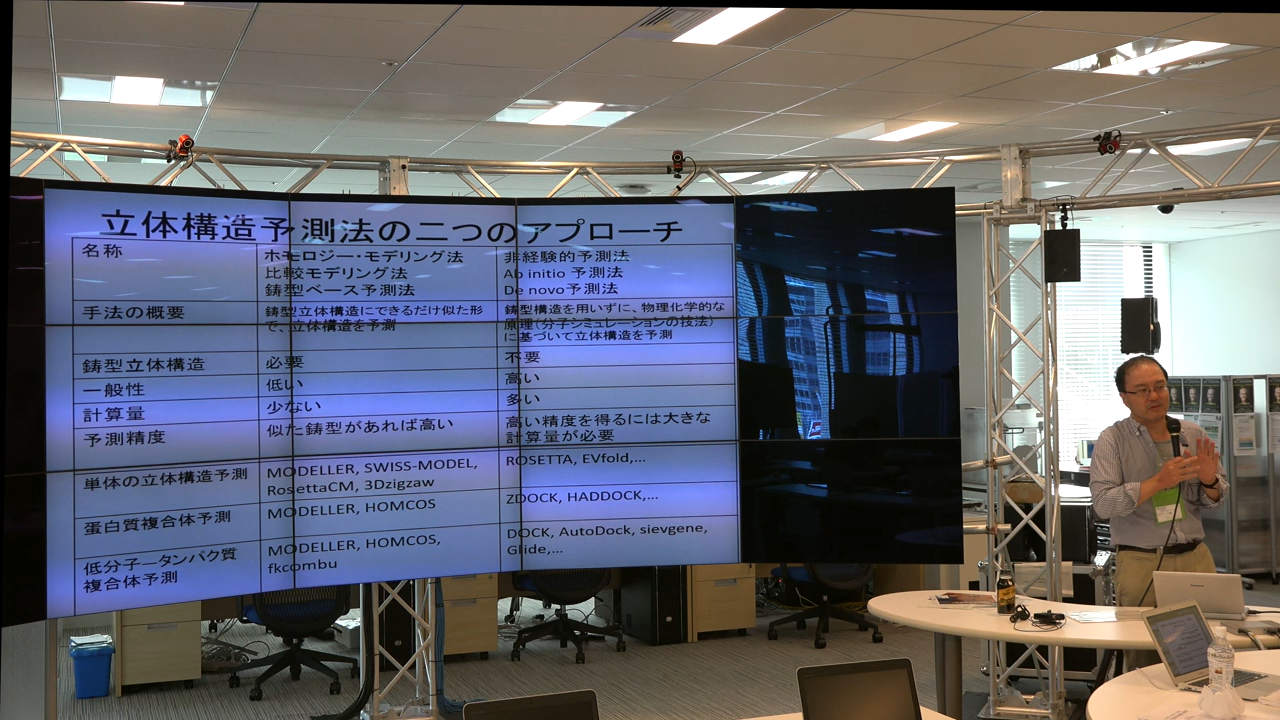 立体構造予測法の二つのアプローチ
名称
ホモロジー・モデリング法
比較モデリング法
鋳型ベース予測法
非経験的予測法
Ab initio 予測法
De novo予測法
手法の概要
鋳型立体構造にできるだけ似た形
で、立体構造を予測
鋳型構造を用いずに、物理化学的な
原理(分子シミュレーションの技法)
に基づいて立体構造を予測
鋳型立体構造
必要
不要
一般性
低い
高い
計算量
少ない
多い
予測精度
似た鋳型があれば高い
高い精度を得るには大きな
計算量が必要
単体の立体構造予測
MODELLER, SWISS-MODEL,
RosettaCM, 3Dzigzaw
ROSETTA, EVfold,...
蛋白質複合体予測
MODELLER, HOMCOS
ZDOCK, HADDOCK,...
低分子―タンパク質
複合体予測
MODELLER, HOMCOS,
fkcombu
DOCK, AutoDock, sievgene,
Glide,...